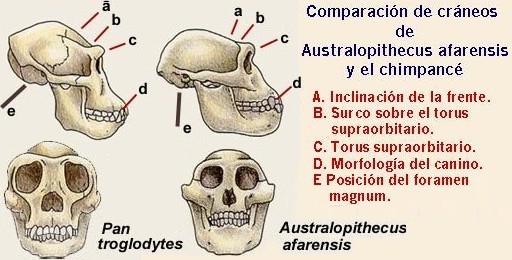 Comparación de cráneos
de
Australopithecus afarensis
y el chimpancé
A. Inclinación de la frente.
B. Surco sobre el torus
supraorbitario.
C. Torus supraorbitario.
D. Morfología del canino.
E Posición del foramen
magnum.
a
b
c
d
e
a
b
c
d
e
Pan
troglodytes
Australopithecus
afarensis